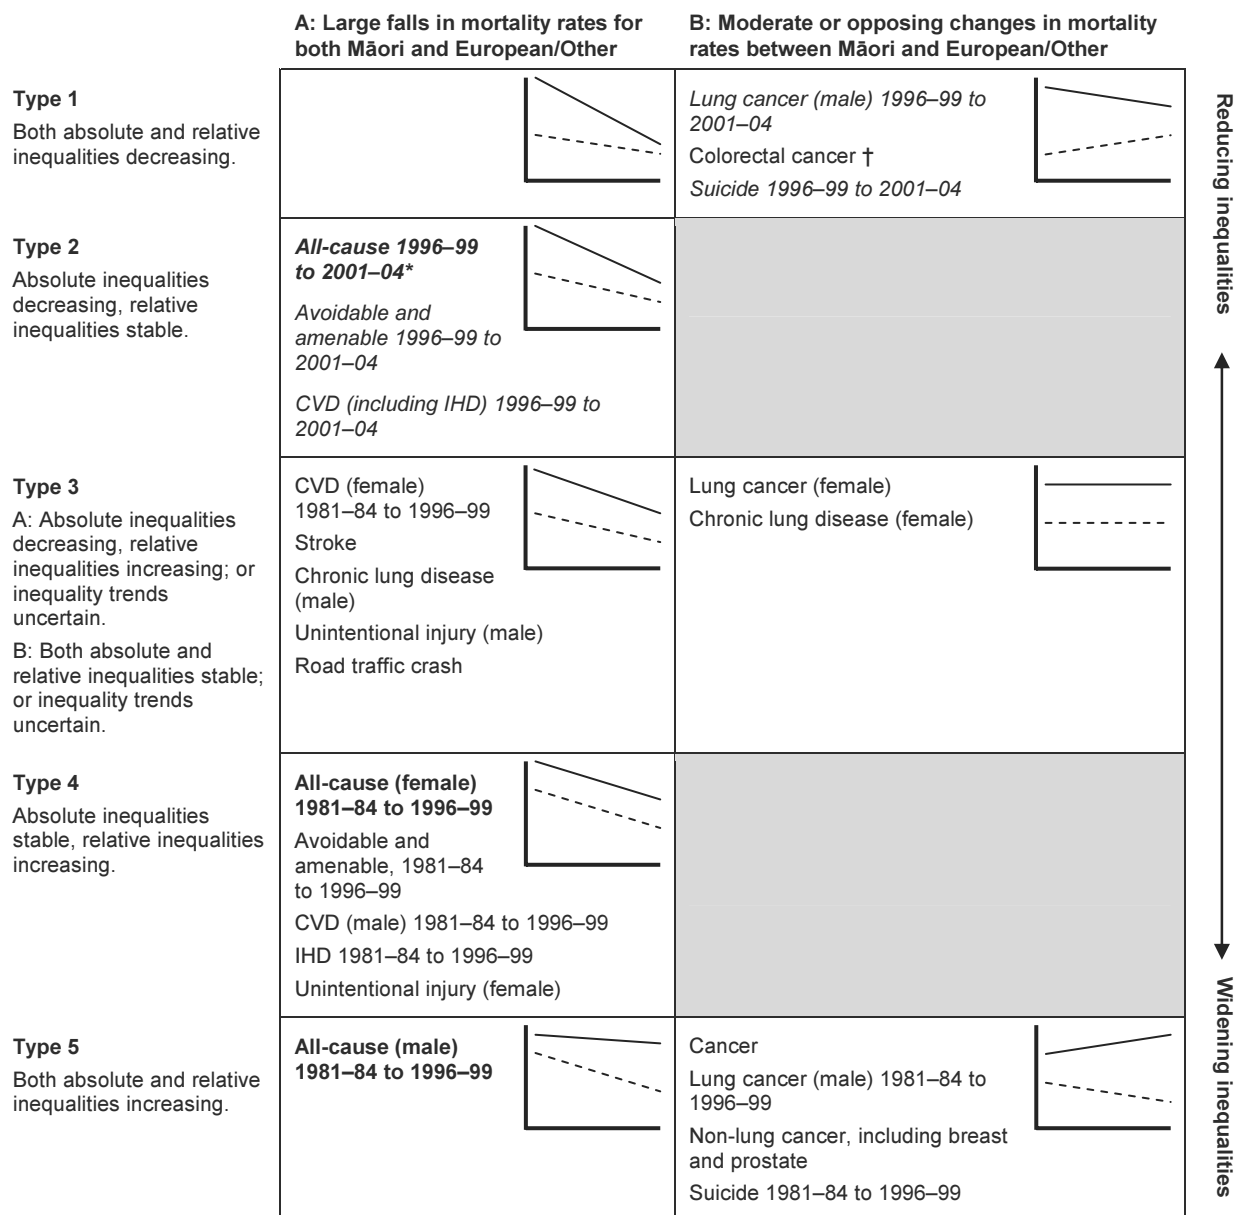 A: Large falls in mortality rates for
both Māori and European/Other
B: Moderate or opposing changes in mortality
rates between Māori and European/Other
Type 1
Both absolute and relative
inequalities decreasing.
Lung cancer (male) 1996–99 to
2001–04
Colorectal cancer †
Suicide 1996–99 to 2001–04
Type 2
Absolute inequalities
decreasing, relative
inequalities stable.
All-cause 1996–99
to 2001–04*
Avoidable and
amenable 1996–99 to
2001–04
CVD (including IHD) 1996–99 to
2001–04
Type 3
A: Absolute inequalities
decreasing, relative
inequalities increasing; or
inequality trends
uncertain.
B: Both absolute and
relative inequalities stable;
or inequality trends
uncertain.
CVD (female)
1981–84 to 1996–99
Stroke
Chronic lung disease
(male)
Unintentional injury (male)
Road traffic crash
Lung cancer (female)
Chronic lung disease (female)
Type 4
Absolute inequalities
stable, relative inequalities
increasing.
All-cause (female)
1981–84 to 1996–99
Avoidable and
amenable, 1981–84
to 1996–99
CVD (male) 1981–84 to 1996–99
IHD 1981–84 to 1996–99
Unintentional injury (female)
Type 5
Both absolute and relative
inequalities increasing.
All-cause (male)
1981–84 to 1996–99
Cancer
Lung cancer (male) 1981–84 to
1996–99
Non-lung cancer, including breast
and prostate
Suicide 1981–84 to 1996–99
Reducing inequalities
Widening inequalities